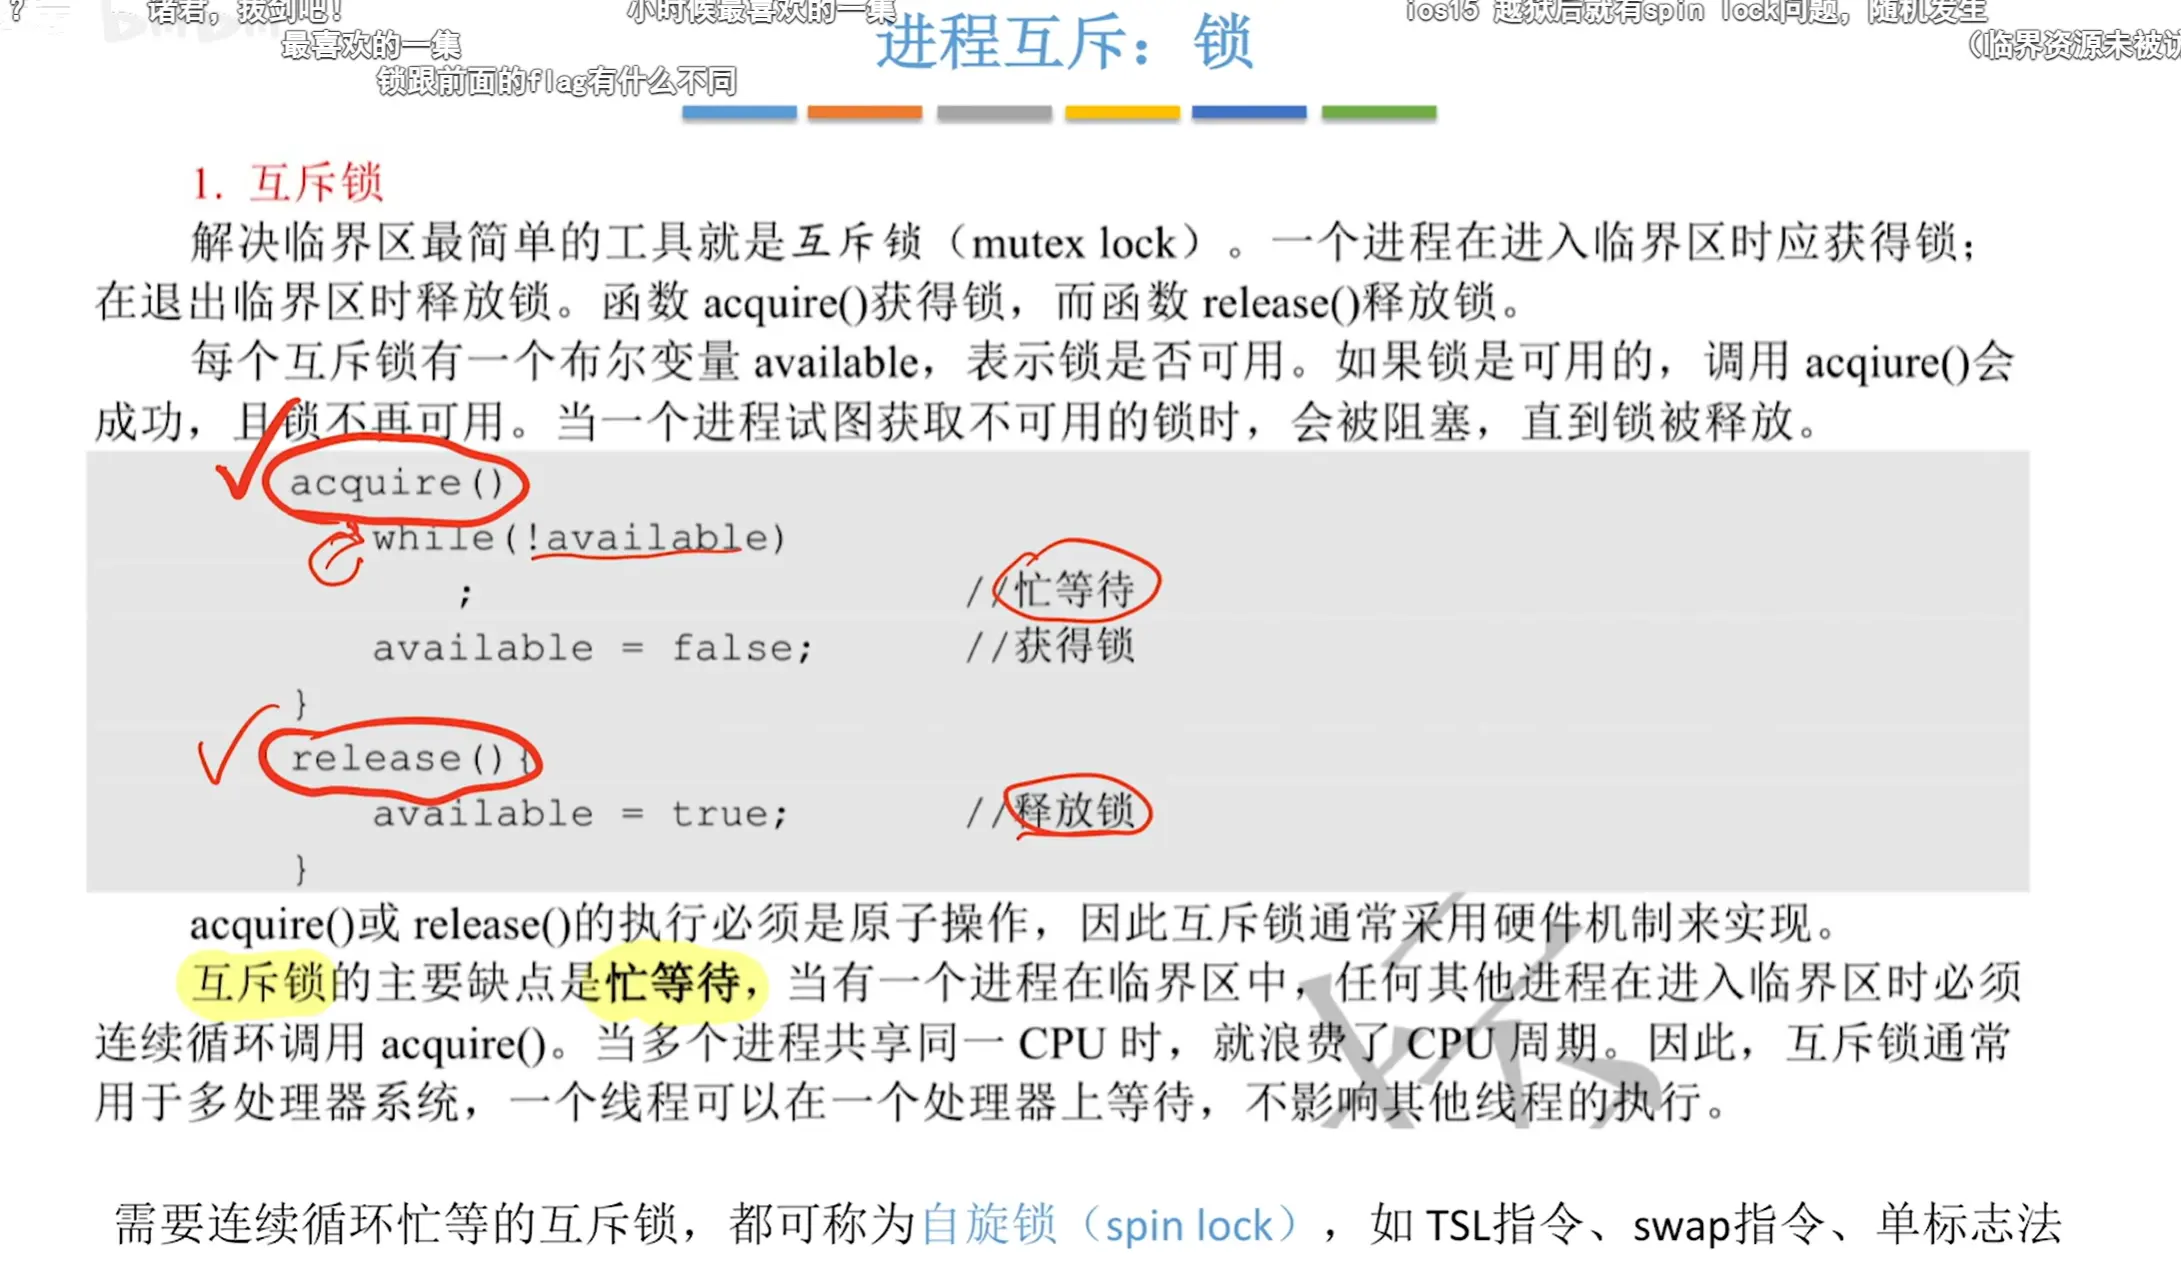 ？
诸君，拔剑吧！
小时候最喜欢的一集
ios15 越狱后就有spin lock问题，随机发生
最喜欢的一集
进程互斥：锁
（临界资源未被访
锁跟前面的flag有什么不同
1. 互斥锁
解决临界区最简单的工具就是互斥锁（mutex lock）。一个进程在进入临界区时应获得锁；
在退出临界区时释放锁。函数 acquire()获得锁，而函数 release()释放锁。
每个互斥锁有一个布尔变量 available，表示锁是否可用。如果锁是可用的，调用 acqiure()会
成功，且锁不再可用。当一个进程试图获取不可用的锁时，会被阻塞，直到锁被释放。
acquire()
while(!available)
; //忙等待
available = false; //获得锁
}
release(){
available = true; //释放锁
}
acquire()或 release()的执行必须是原子操作，因此互斥锁通常采用硬件机制来实现。
互斥锁的主要缺点是忙等待，当有一个进程在临界区中，任何其他进程在进入临界区时必须
连续循环调用 acquire()。当多个进程共享同一 CPU 时，就浪费了 CPU 周期。因此，互斥锁通常
用于多处理器系统，一个线程可以在一个处理器上等待，不影响其他线程的执行。
需要连续循环忙等的互斥锁，都可称为自旋锁（spin lock），如 TSL指令、swap指令、单标志法